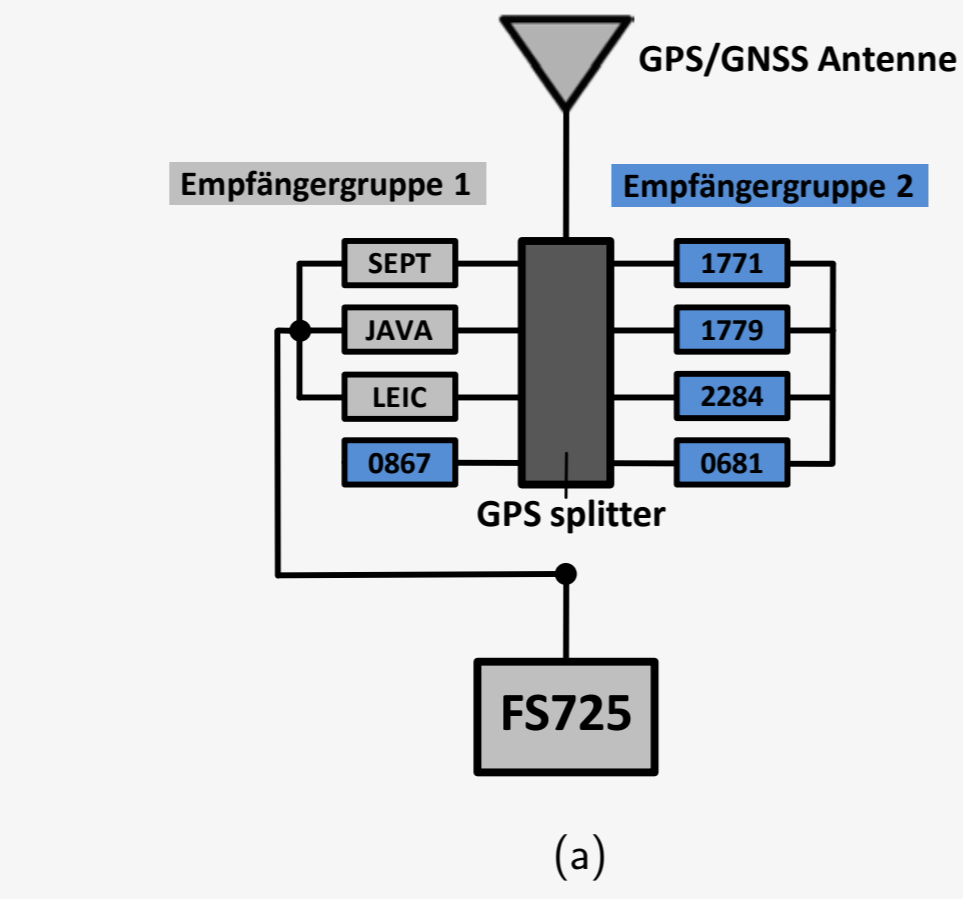 GPS/GNSS Antenne
Empfängergruppe 1
Empfängergruppe 2
SEPT
1771
JAVA
1779
LEIC
2284
0867
0681
GPS splitter
FS725
(a)